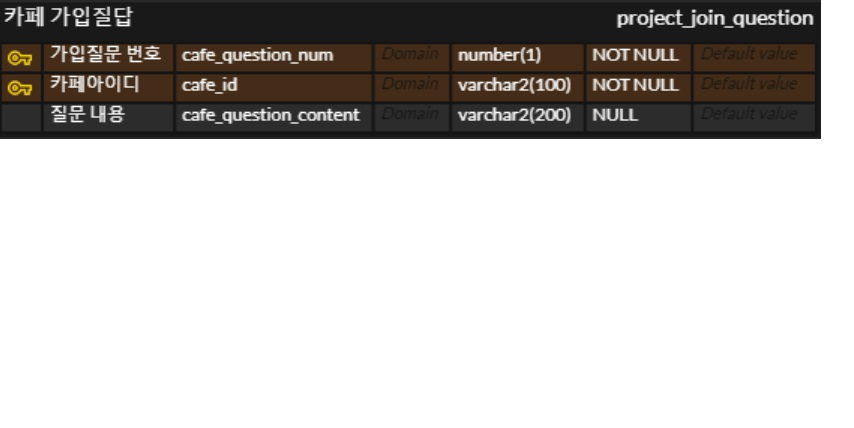 카페 가입질답 project_join_question
가입질문 번호 cafe_question_num Domain number(1) NOT NULL Default value
카페아이디 cafe_id Domain varchar2(100) NOT NULL Default value
질문 내용 cafe_question_content Domain varchar2(200) NULL Default value